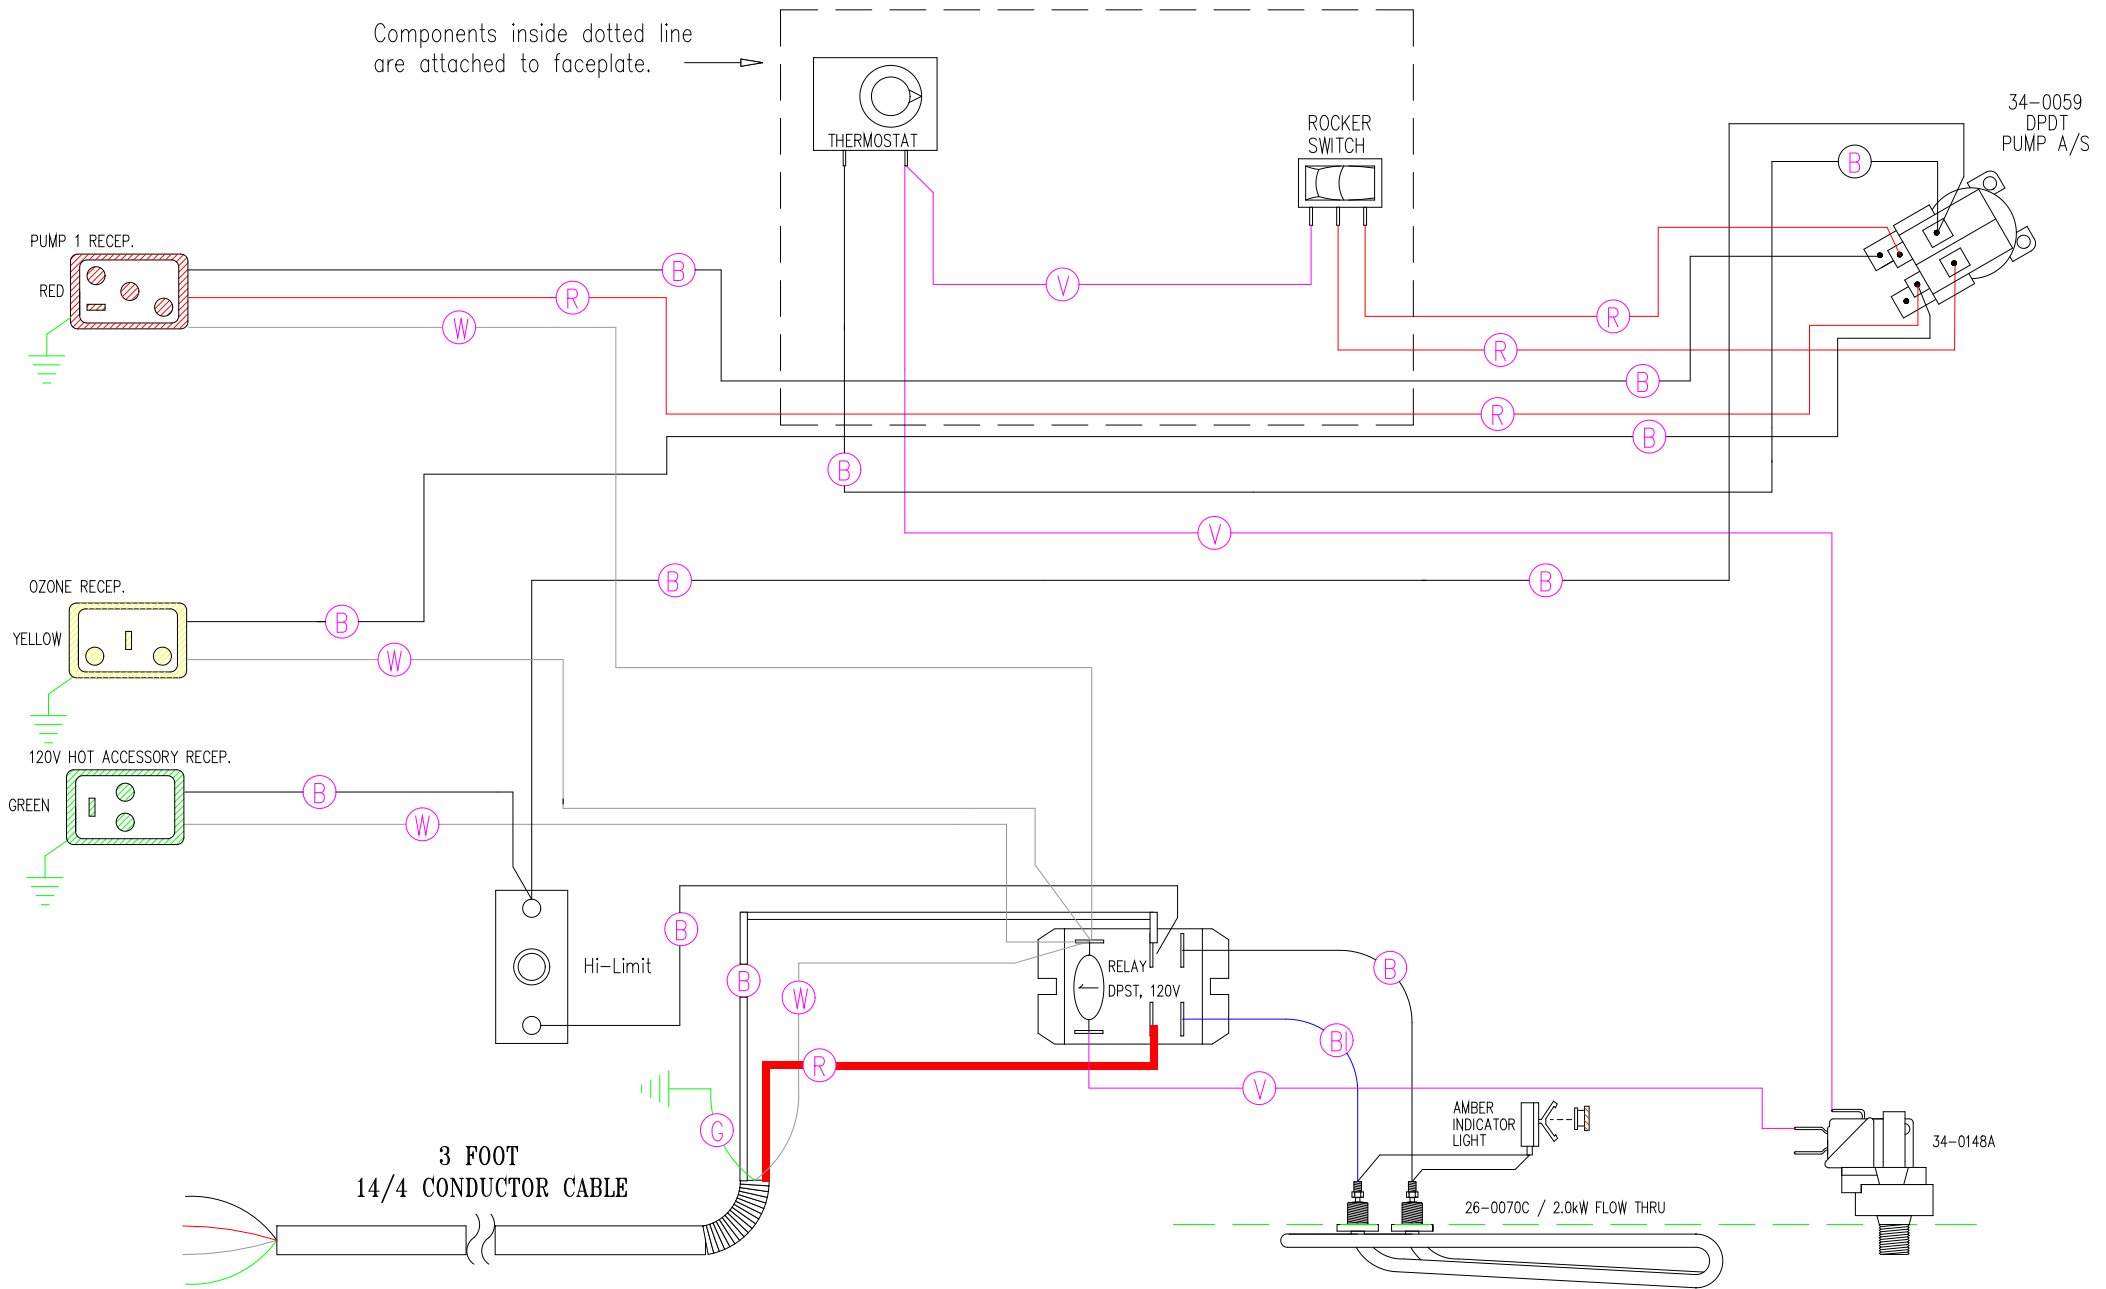 Components inside dotted line
are attached to faceplate.
THERMOSTAT
ROCKER
SWITCH
34-0059
DPDT
PUMP A/S
B
PUMP 1 RECEP.
RED
B
R
W
V
R
R
B
R
B
B
V
OZONE RECEP.
YELLOW
B
W
B
B
120V HOT ACCESSORY RECEP.
GREEN
B
W
Hi-Limit
B
B
W
RELAY
DPST, 120V
B
R
Bl
V
G
AMBER
INDICATOR
LIGHT
34-0148A
3 FOOT
14/4 CONDUCTOR CABLE
26-0070C / 2.0kW FLOW THRU